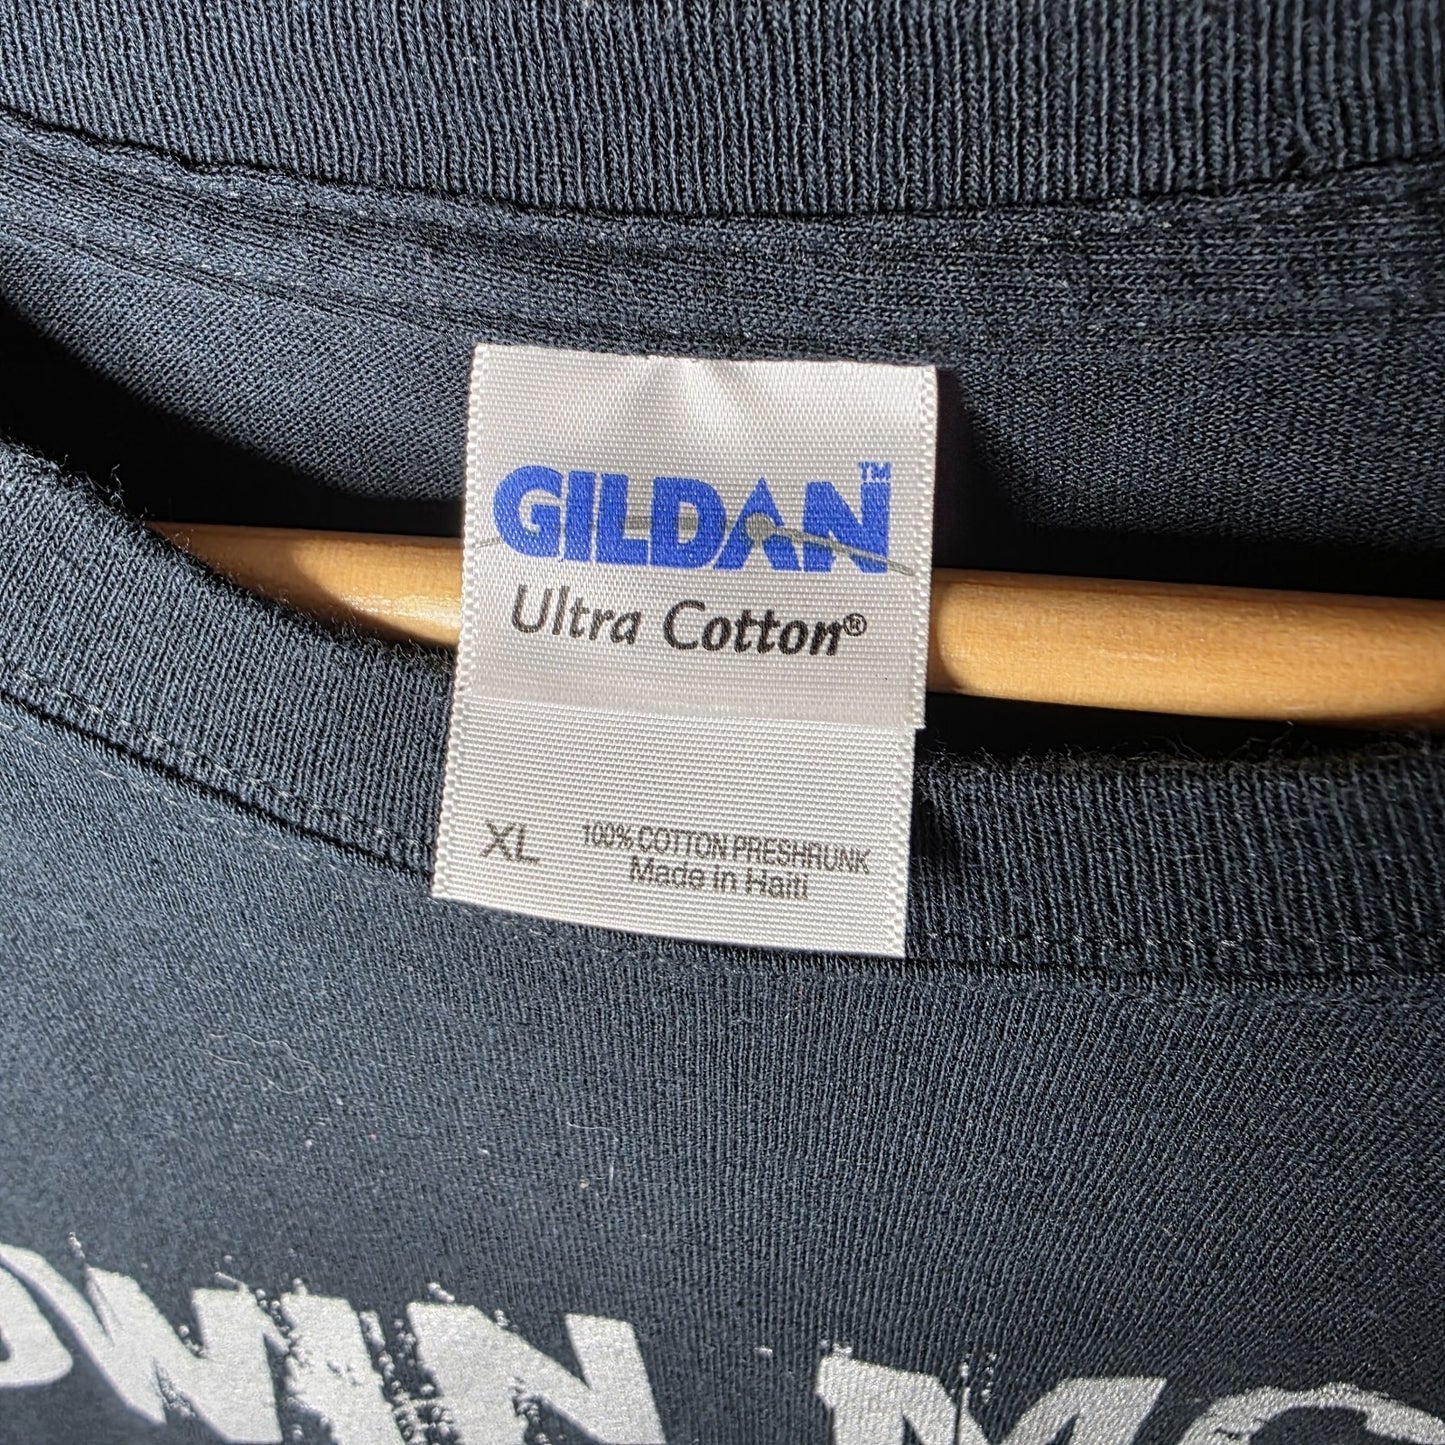 GILDAN™
Ultra Cotton®
XL 100% COTTON PRESHRUNK
Made in Haiti